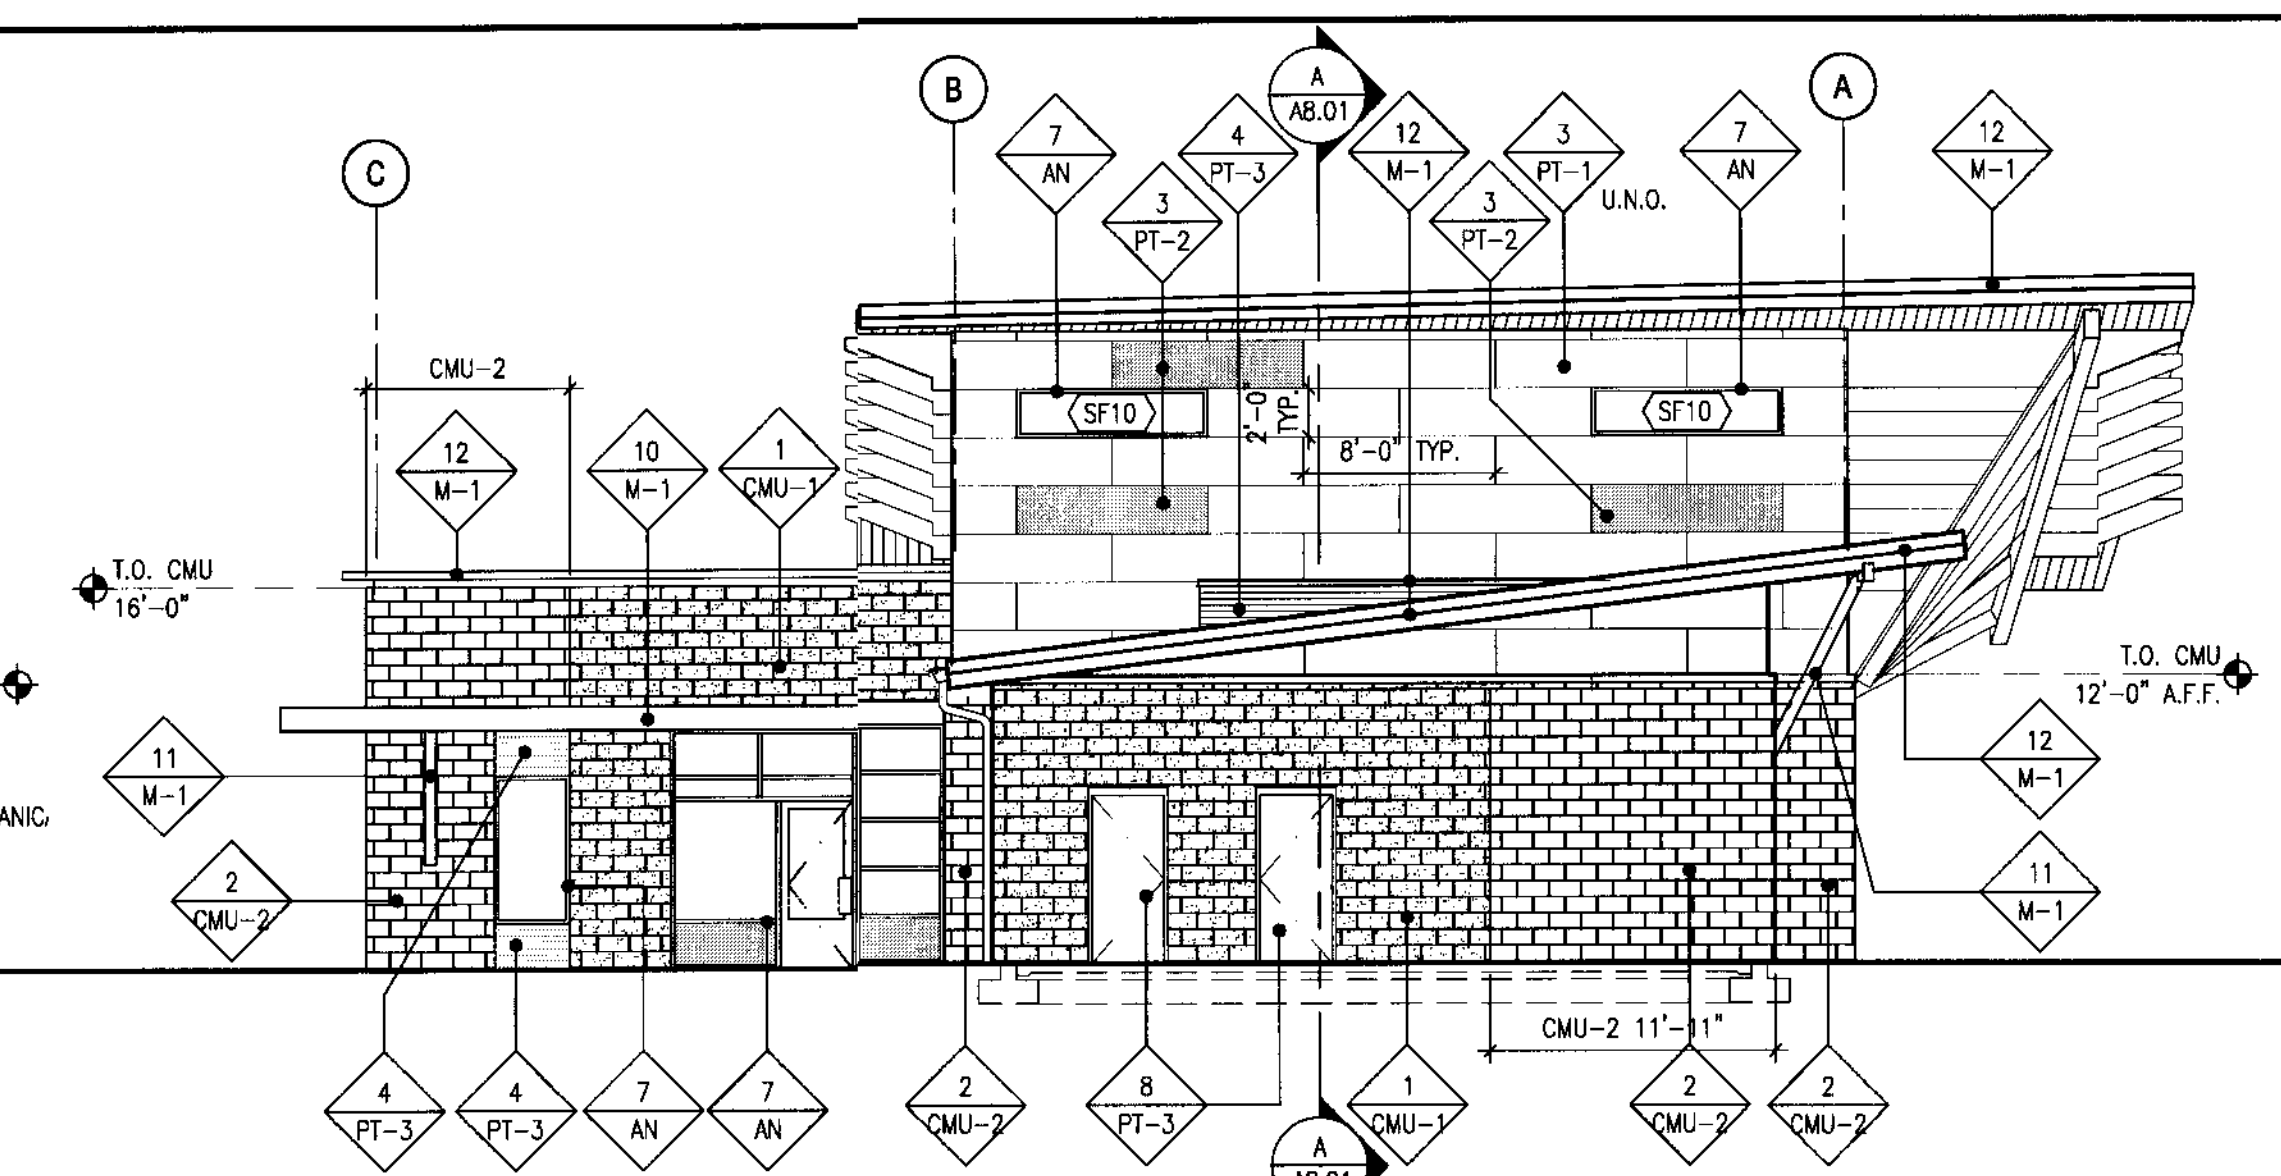 C
B
A
A8.01
A
7
AN
4
PT-3
12
M-1
3
PT-1
U.N.O.
7
AN
12
M-1
3
PT-2
3
PT-2
CMU-2
SF10
SF10
2'-0"
TYP.
8'-0" TYP.
12
M-1
10
M-1
1
CMU-1
T.O. CMU
16'-0"
T.O. CMU
12'-0" A.F.F.
11
M-1
12
M-1
ANIC
2
CMU-2
11
M-1
CMU-2 11'-11"
4
PT-3
4
PT-3
7
AN
7
AN
2
CMU-2
8
PT-3
1
CMU-1
2
CMU-2
2
CMU-2
A